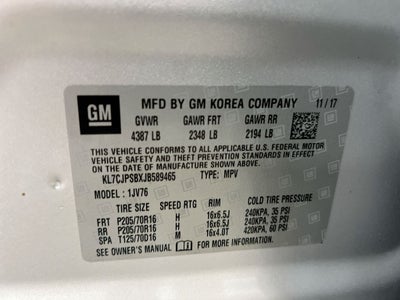 GM
MFD BY GM KOREA COMPANY 11/17
GVWR GAWR FRT GAWR RR
4387 LB 2348 LB 2194 LB
THIS VEHICLE CONFORMS TO ALL APPLICABLE U.S. FEDERAL MOTOR
VEHICLE SAFETY, BUMPER, AND THEFT PREVENTION STANDARDS IN EFFECT ON THE DATE OF MANUFACTURE SHOWN ABOVE.
KL7CJPSBXJB589465 TYPE: MPV
MODEL : 1JV76
TIRE SIZE SPEED RTG RIM COLD TIRE PRESSURE
FRT P205/70R16 H 16x6.5J 240KPA, 35 PSI
RR P205/70R16 H 16x6.5J 240KPA, 35 PSI
SPA T125/70D16 M 16x4.0T 420KPA, 60 PSI
SEE OWNER'S MANUAL FOR MORE INFORMATION.